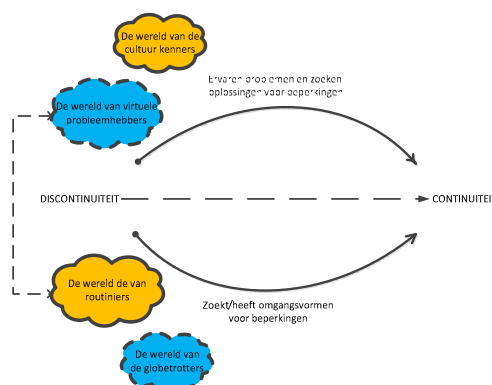 De wereld van de
cultuur kenners
Ervaren problemen en zoeken
oplossingen voor beperkingen
De wereld van virtuele
probleemhebbers
DISCONTINUITEIT
CONTINUITEI
De wereld de van
routiniers
Zoekt/heeft omgangsvormen
voor beperkingen
De wereld van
de globetrotters